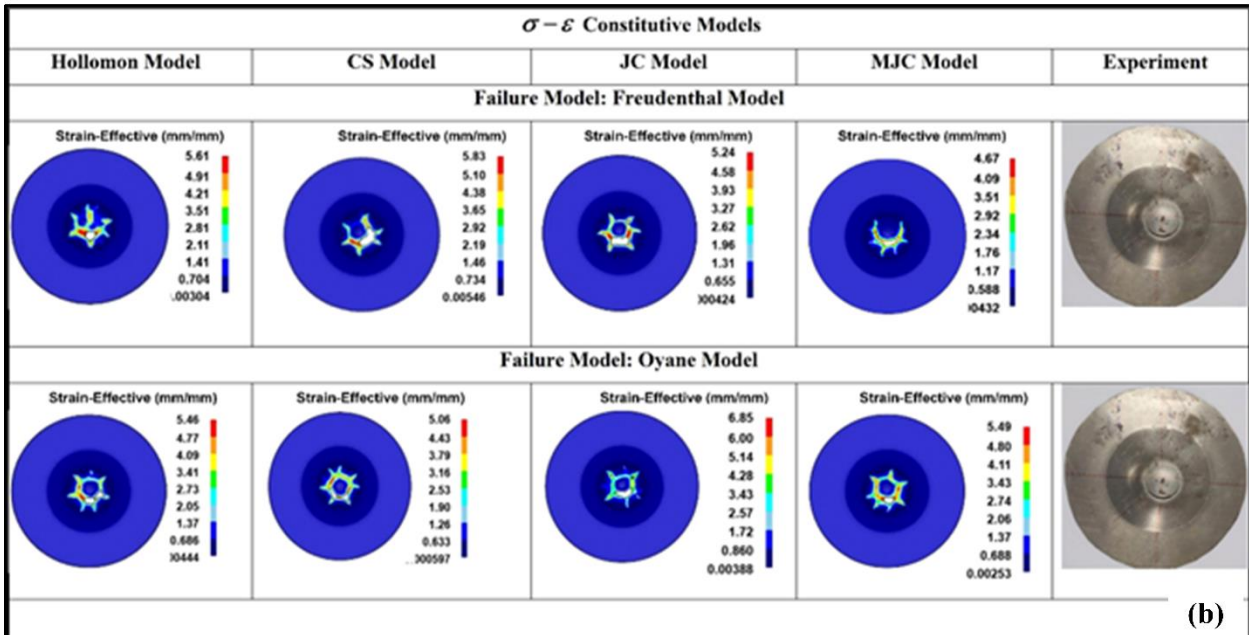 σ – ε Constitutive Models
Hollomon Model CS Model JC Model MJC Model Experiment
Failure Model: Freudenthal Model
Strain-Effective (mm/mm) Strain-Effective (mm/mm) Strain-Effective (mm/mm) Strain-Effective (mm/mm)
5.61 5.83 5.24 4.67
4.91 5.10 4.58 4.09
4.21 4.38 3.93 3.51
3.51 3.65 3.27 2.92
2.81 2.92 2.62 2.34
2.11 2.19 1.96 1.76
1.41 1.46 1.31 1.17
0.704 0.734 0.655 0.588
.00304 0.00546 000424 00432
Failure Model: Oyane Model
Strain-Effective (mm/mm) Strain-Effective (mm/mm) Strain-Effective (mm/mm) Strain-Effective (mm/mm)
5.46 5.06 6.85 5.49
4.77 4.43 6.00 4.80
4.09 3.79 5.14 4.11
3.41 3.16 4.28 3.43
2.73 2.53 3.43 2.74
2.05 1.90 2.57 2.06
1.37 1.26 1.72 1.37
0.686 0.633 0.860 0.688
00444 ...000597 0.00388 0.00253
(b)